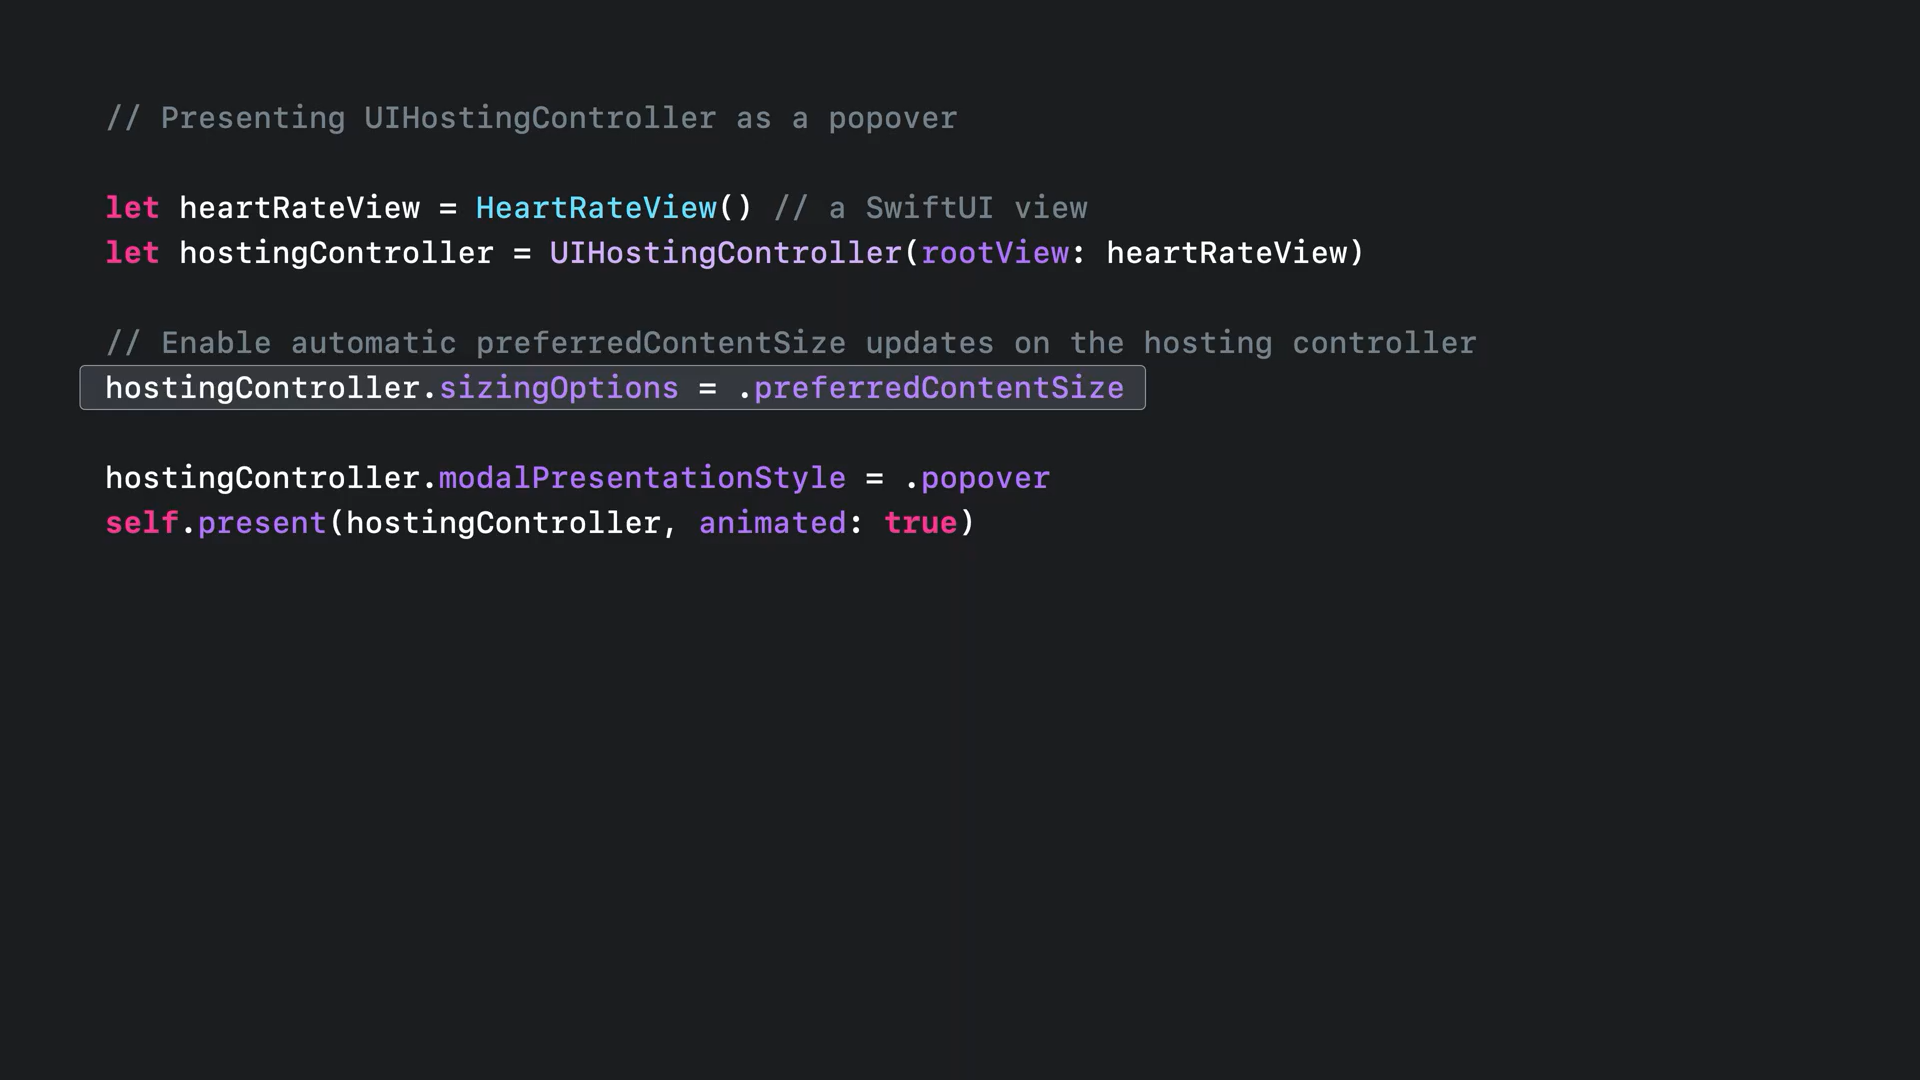 // Presenting UIHostingController as a popover
let heartRateView = HeartRateView() // a SwiftUI view
let hostingController = UIHostingController(rootView: heartRateView)
// Enable automatic preferredContentSize updates on the hosting controller
hostingController.sizingOptions = .preferredContentSize
hostingController.modalPresentationStyle = .popover
self.present(hostingController, animated: true)